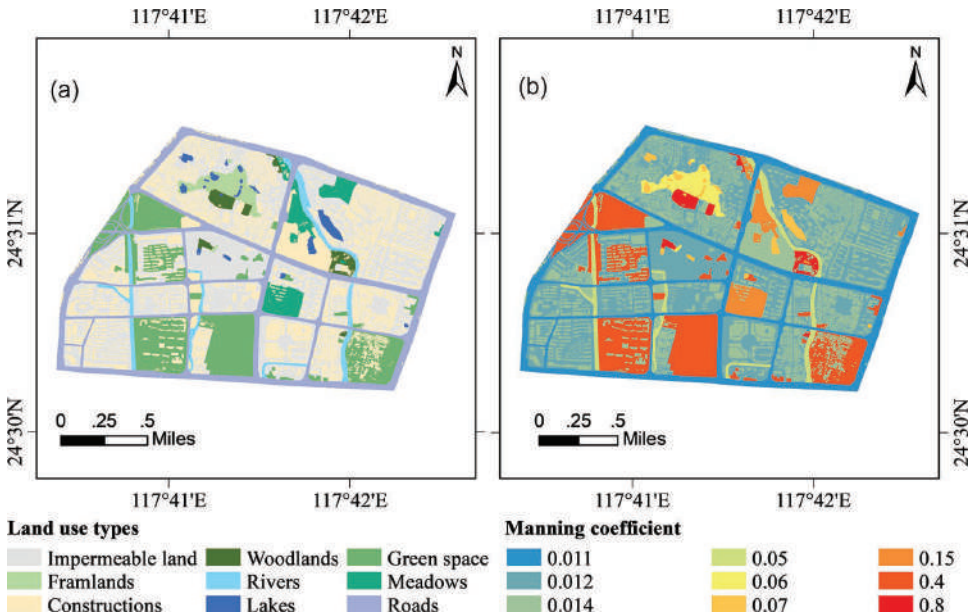 117°41'E 117°42'E 117°41'E 117°42'E
N N
(a) (b)
24°31'N 24°31'N
24°30'N 24°30'N
0 .25 .5 Miles 0 .25 .5 Miles
117°41'E 117°42'E 117°41'E 117°42'E
Land use types Manning coefficient
Impermeable land Woodlands Green space 0.011 0.05 0.15
Framlands Rivers Meadows 0.012 0.06 0.4
Constructions Lakes Roads 0.014 0.07 0.8